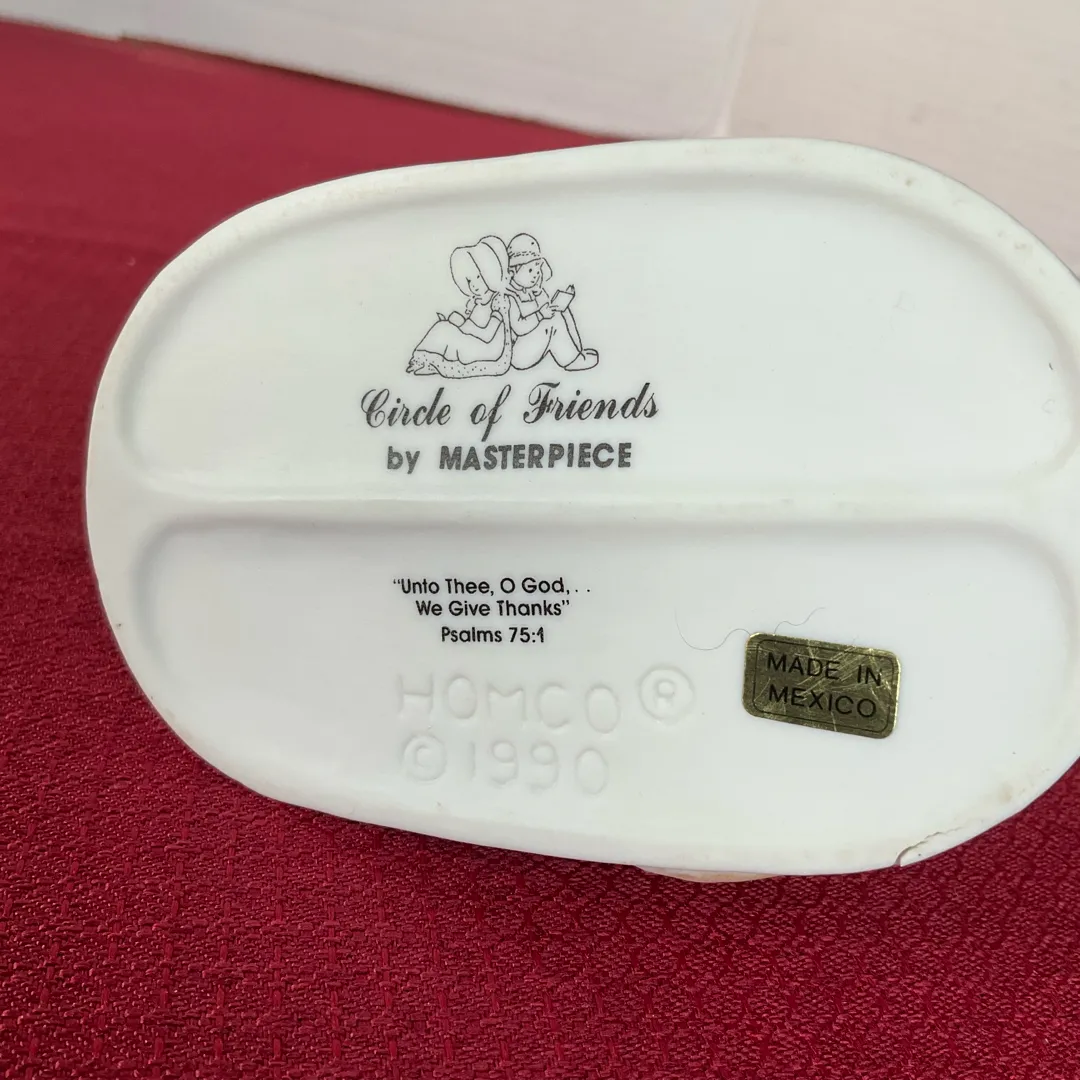 Circle of Friends
by MASTERPIECE
“Unto Thee, O God,. .
We Give Thanks”
Psalms 75:1
HOMCO ®
© 1990
MADE IN
MEXICO